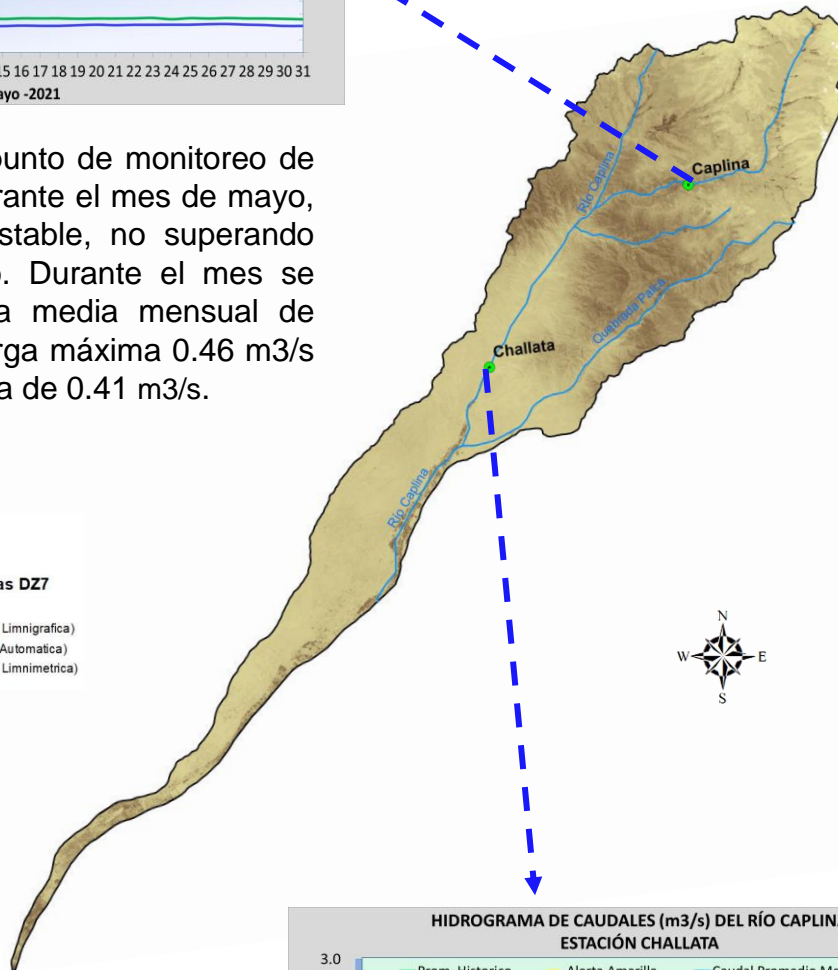 15 16 17 18 19 20 21 22 23 24 25 26 27 28 29 30 31
ayo -2021
punto de monitoreo de
rante el mes de mayo,
stable, no superando
o. Durante el mes se
a media mensual de
rga máxima 0.46 m3/s
a de 0.41 m3/s.
Caplina
Río Caplina
Quebrada Palca
Challata
Río Caplina
as DZ7
Limnigrafica)
Automatica)
Limnimetrica)
N
W
E
S
HIDROGRAMA DE CAUDALES (m3/s) DEL RÍO CAPLIN
ESTACIÓN CHALLATA
3.0
Prom. Historico
Alerta Amarilla
Caudal Promedio Ma